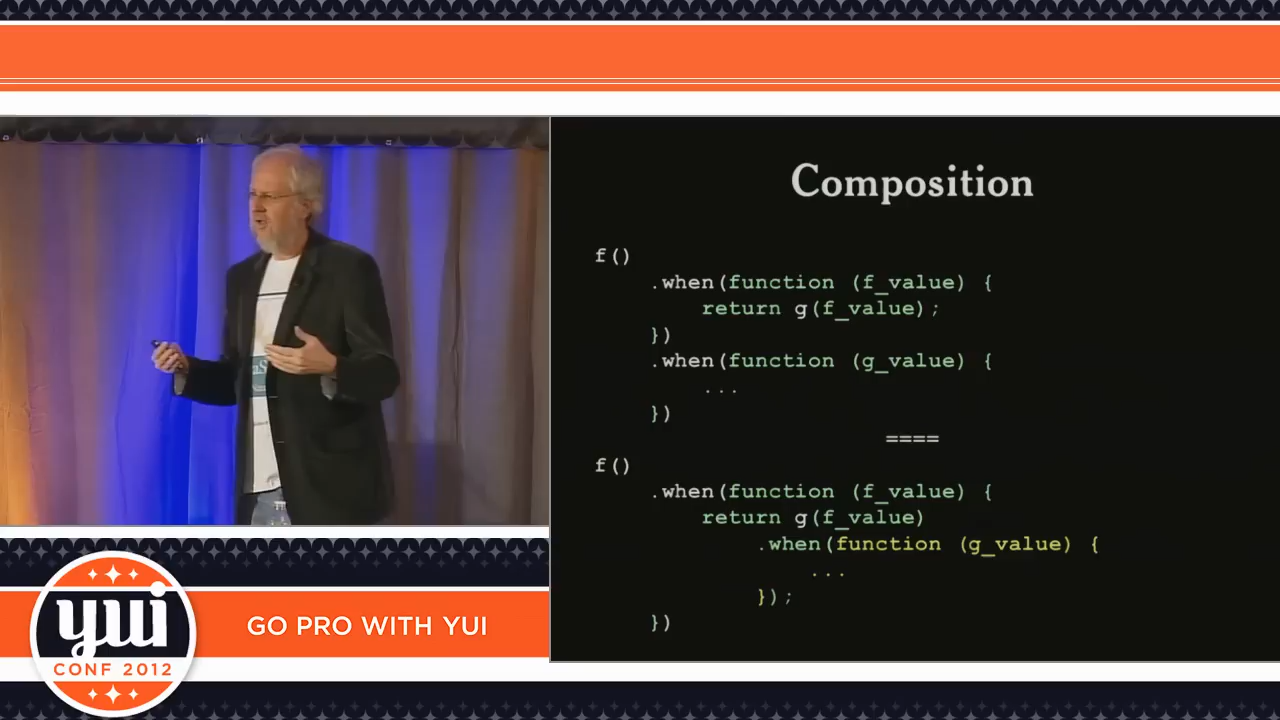 Composition
f()
.when(function (f_value) {
return g(f_value);
})
.when(function (g_value) {
...
})
====
f()
.when(function (f_value) {
return g(f_value)
.when(function (g_value) {
...
});
})
yui
CONF 2012
GO PRO WITH YUI